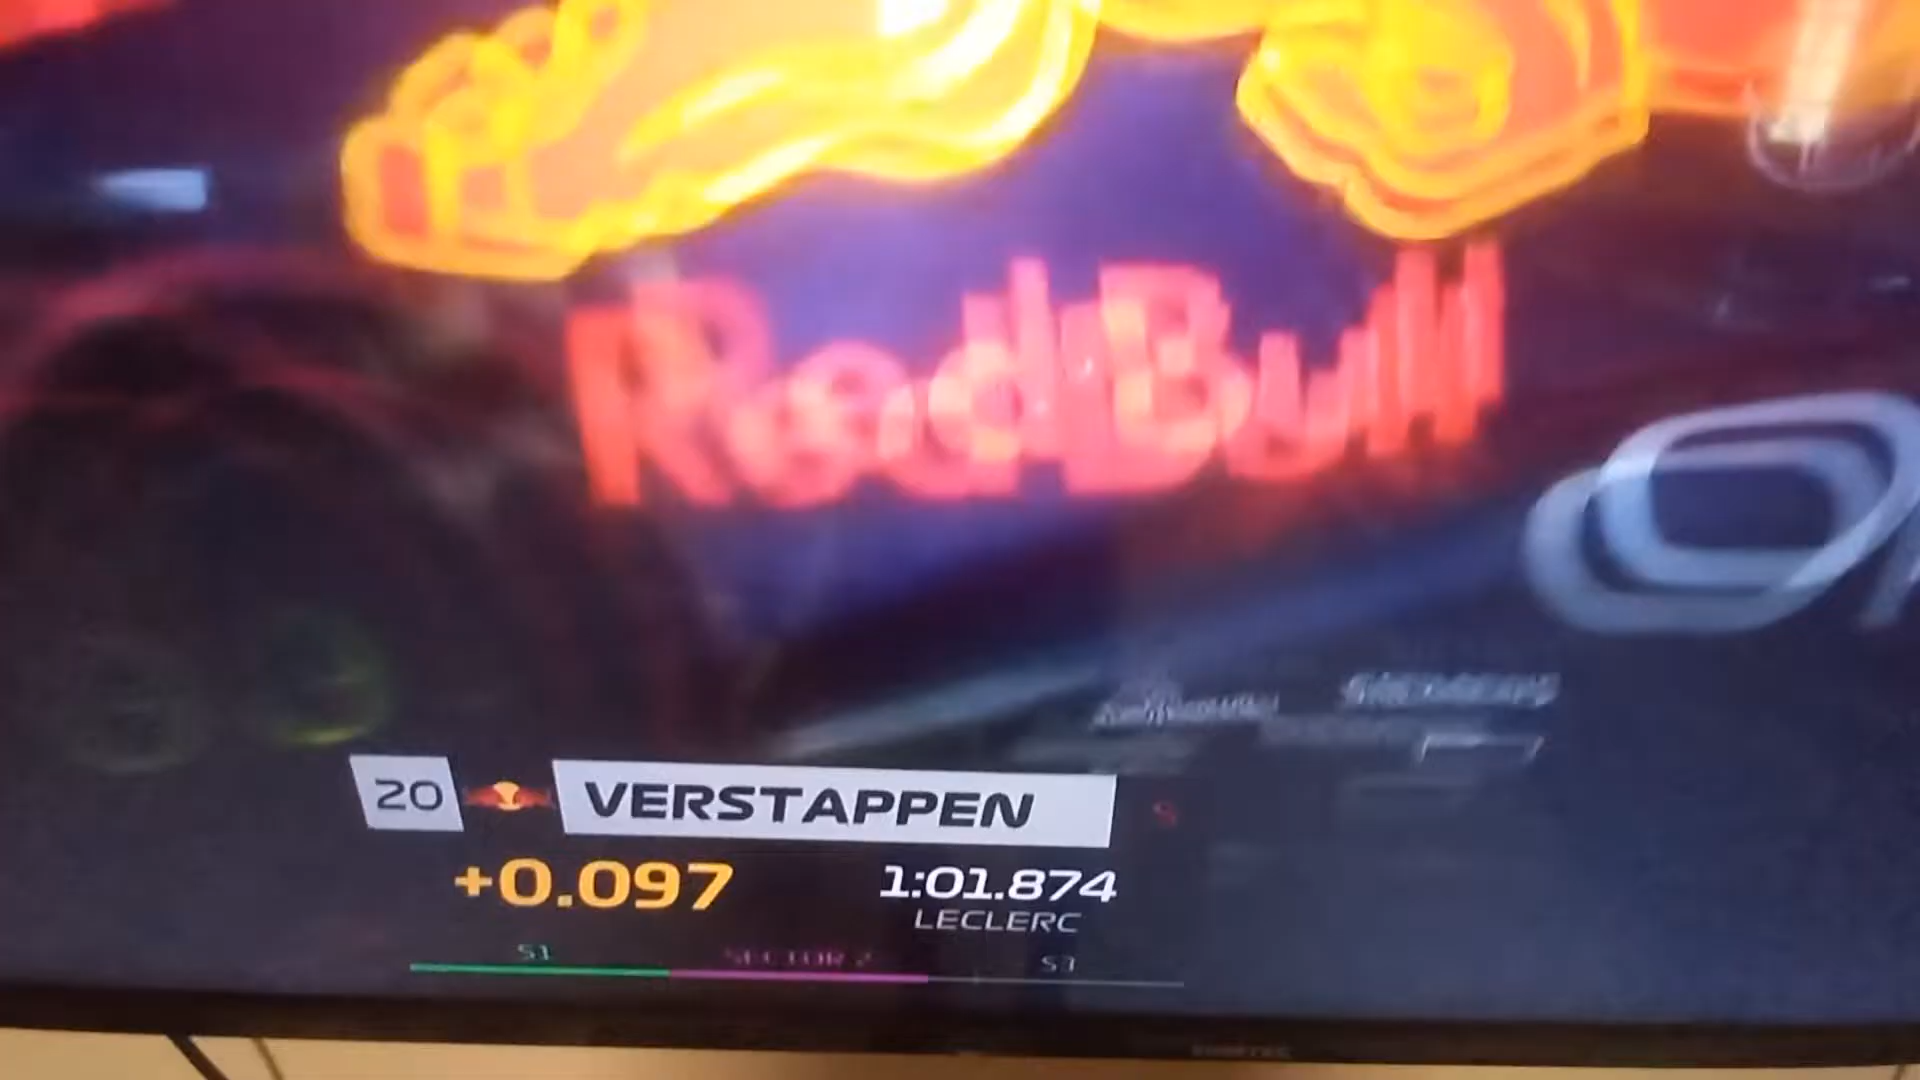 Red Bull
20 VERSTAPPEN S
+0.097 1:01.874
LECLERC
S1 SECTOR 2 S3